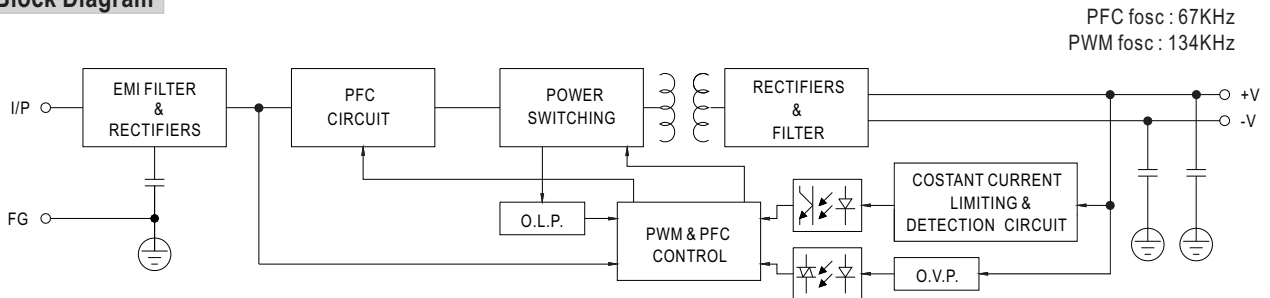 Block Diagram
PFC fosc : 67KHz
PWM fosc : 134KHz
I/P
EMI FILTER
&
RECTIFIERS
PFC
CIRCUIT
POWER
SWITCHING
RECTIFIERS
&
FILTER
+V
-V
COSTANT CURRENT
LIMITING &
DETECTION CIRCUIT
FG
O.L.P.
PWM & PFC
CONTROL
O.V.P.